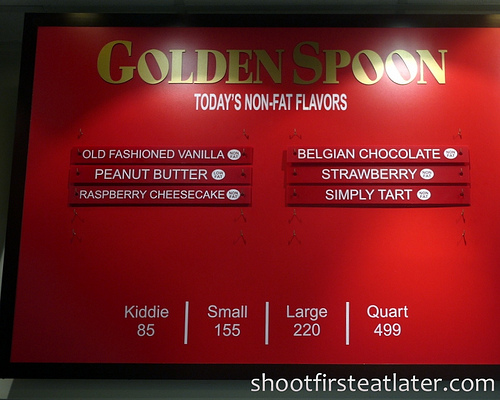 GOLDEN SPOON
TODAY'S NON-FAT FLAVORS
OLD FASHIONED VANILLA
PEANUT BUTTER
RASPBERRY CHEESECAKE
BELGIAN CHOCOLATE
STRAWBERRY
SIMPLY TART
Kiddie Small Large Quart
85 155 220 499
shootfirsteatlater.com